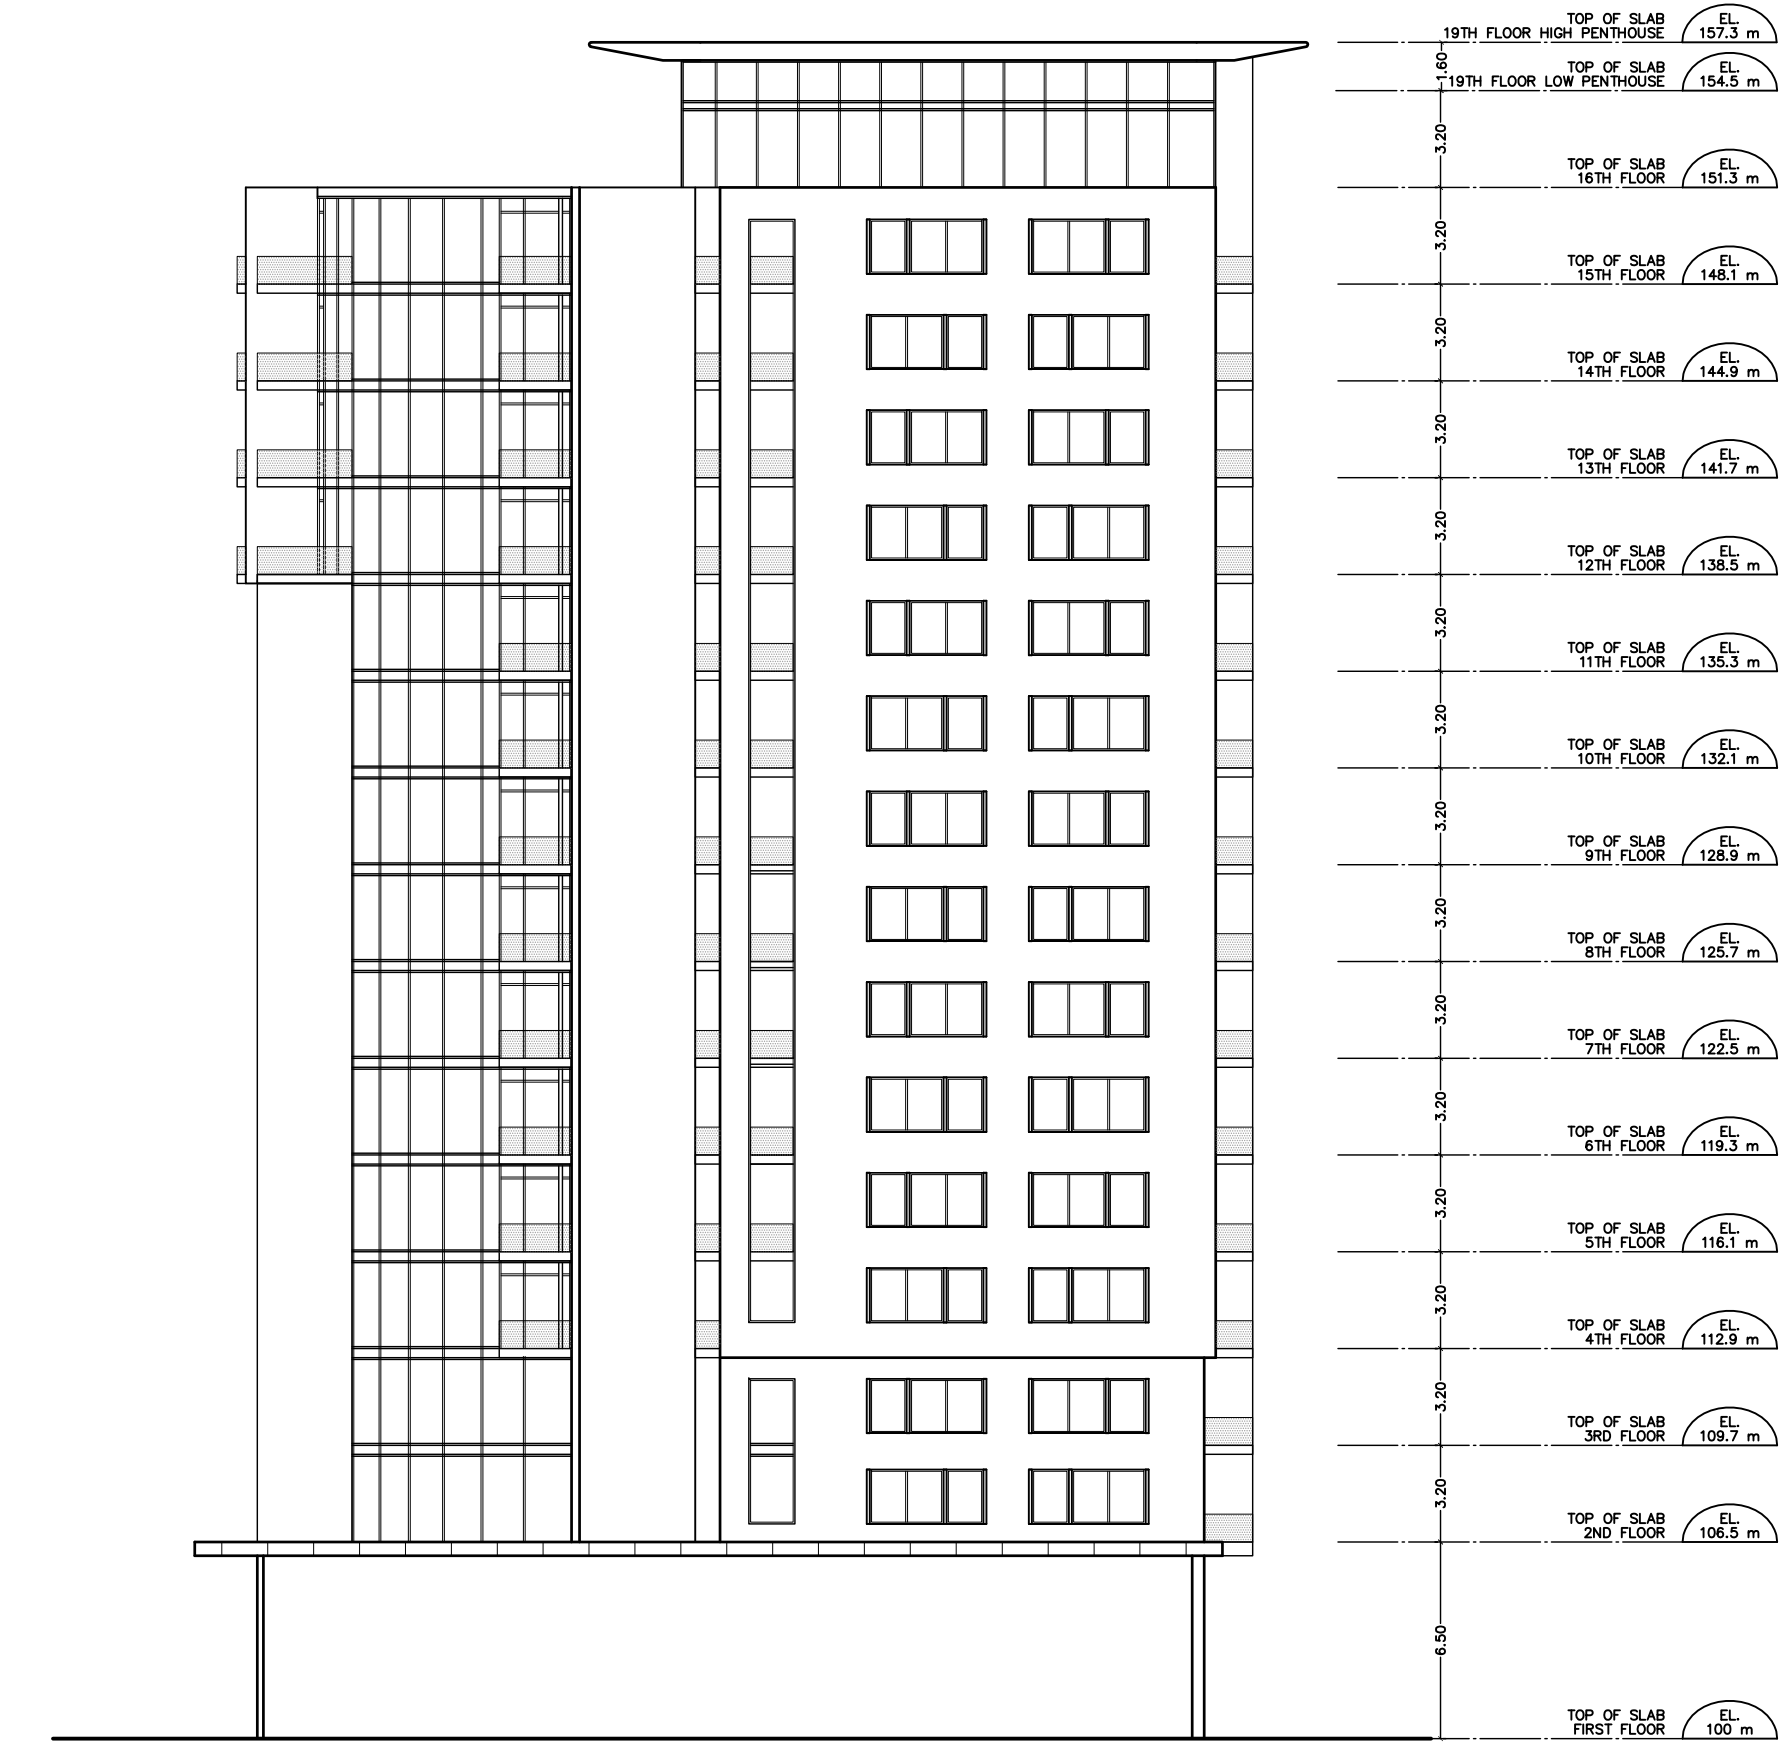 TOP OF SLAB EL.
19TH FLOOR HIGH PENTHOUSE 157.3 m
1.60
TOP OF SLAB EL.
19TH FLOOR LOW PENTHOUSE 154.5 m
3.20
TOP OF SLAB EL.
16TH FLOOR 151.3 m
3.20
TOP OF SLAB EL.
15TH FLOOR 148.1 m
3.20
TOP OF SLAB EL.
14TH FLOOR 144.9 m
3.20
TOP OF SLAB EL.
13TH FLOOR 141.7 m
3.20
TOP OF SLAB EL.
12TH FLOOR 138.5 m
3.20
TOP OF SLAB EL.
11TH FLOOR 135.3 m
3.20
TOP OF SLAB EL.
10TH FLOOR 132.1 m
3.20
TOP OF SLAB EL.
9TH FLOOR 128.9 m
3.20
TOP OF SLAB EL.
8TH FLOOR 125.7 m
3.20
TOP OF SLAB EL.
7TH FLOOR 122.5 m
3.20
TOP OF SLAB EL.
6TH FLOOR 119.3 m
3.20
TOP OF SLAB EL.
5TH FLOOR 116.1 m
3.20
TOP OF SLAB EL.
4TH FLOOR 112.9 m
3.20
TOP OF SLAB EL.
3RD FLOOR 109.7 m
3.20
TOP OF SLAB EL.
2ND FLOOR 106.5 m
6.50
TOP OF SLAB EL.
FIRST FLOOR 100 m